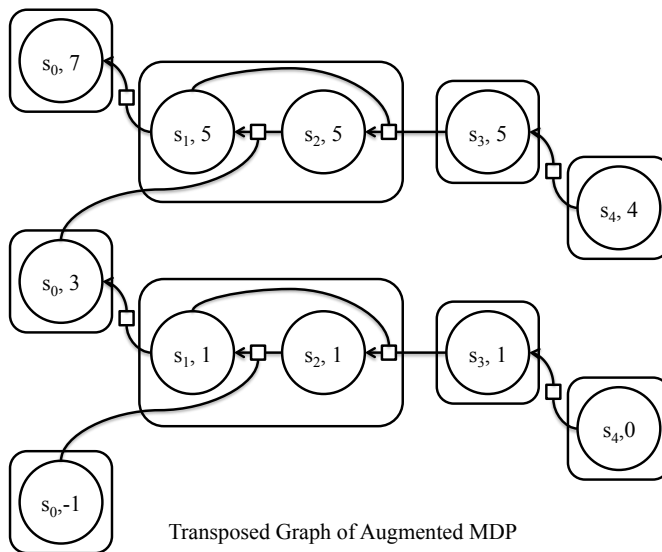 s₀, 7
s₁, 5
s₂, 5
s₃, 5
s₄, 4
s₀, 3
s₁, 1
s₂, 1
s₃, 1
s₄,0
s₀,-1
Transposed Graph of Augmented MDP